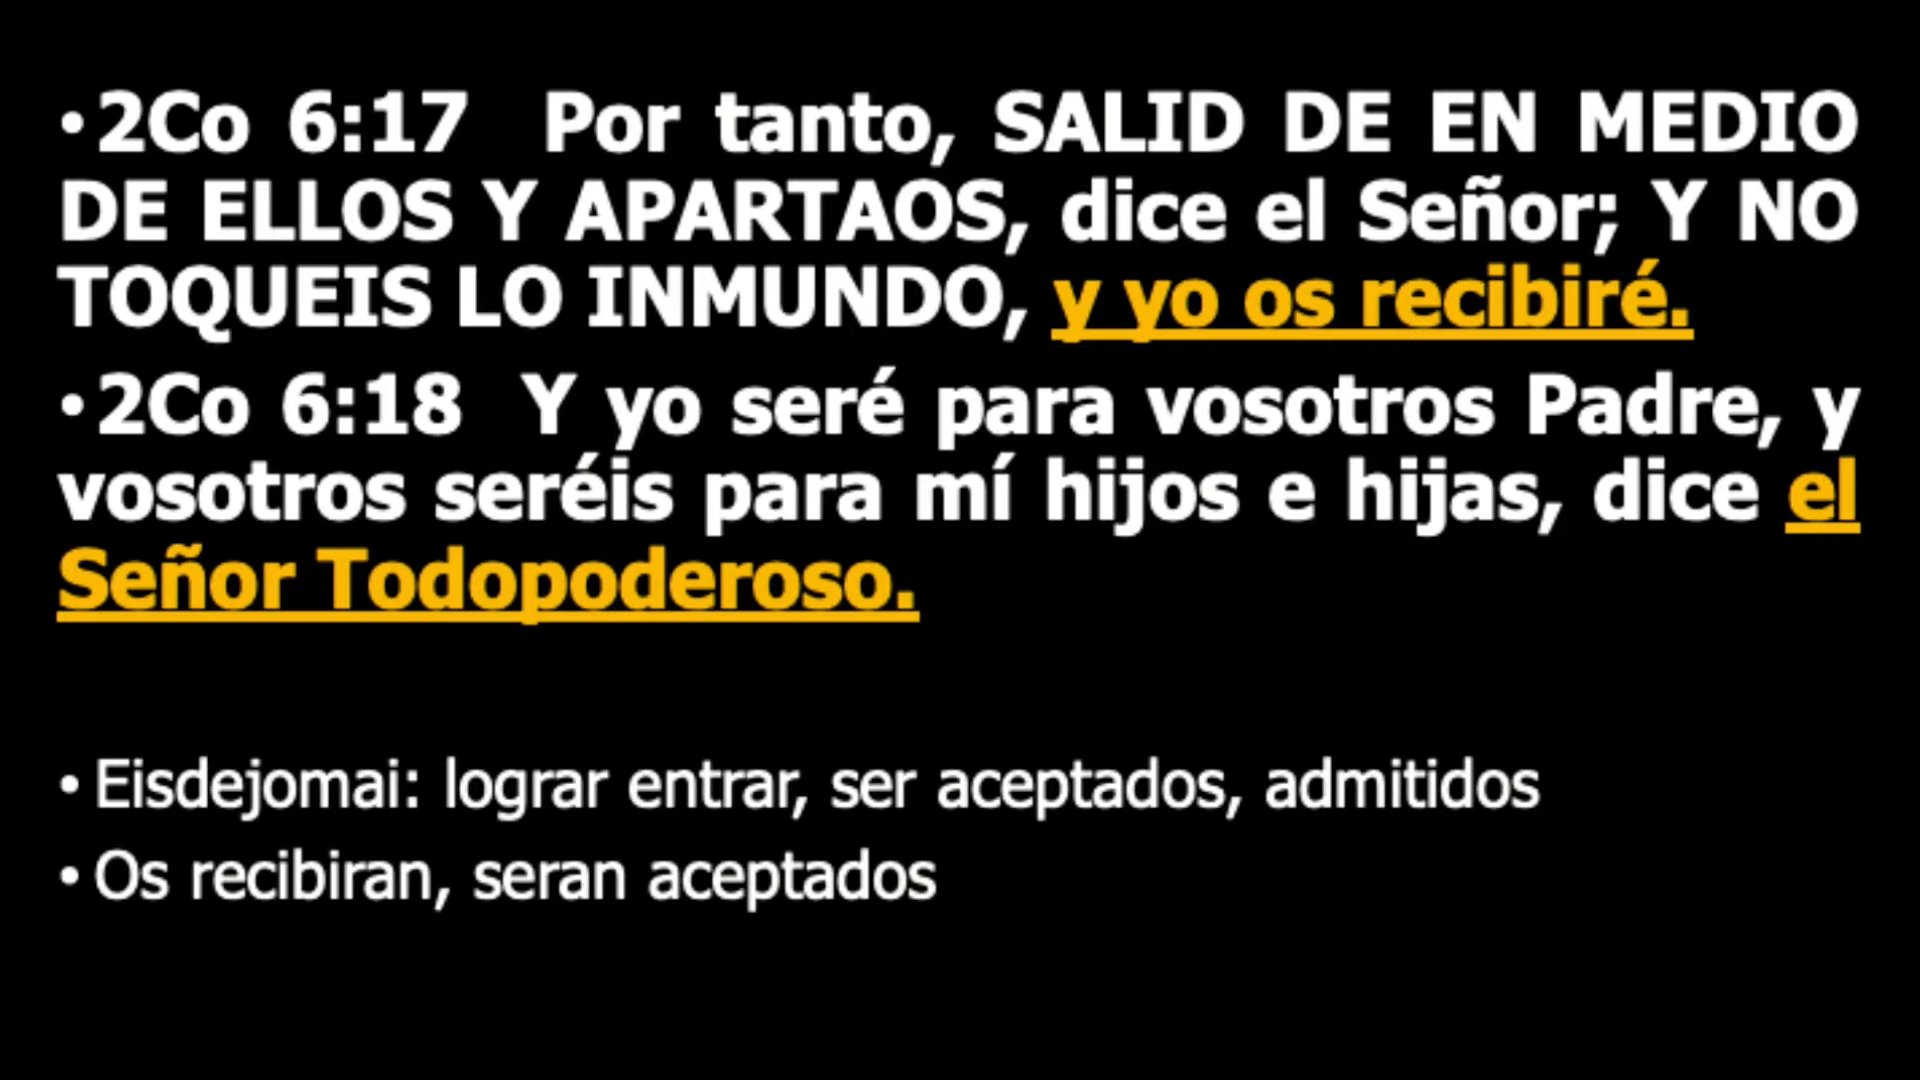 •2Co 6:17 Por tanto, SALID DE EN MEDIO
DE ELLOS Y APARTAOS, dice el Señor; Y NO
TOQUEIS LO INMUNDO, y yo os recibiré.
•2Co 6:18 Y yo seré para vosotros Padre, y
vosotros seréis para mí hijos e hijas, dice el
Señor Todopoderoso.
• Eisdejomai: lograr entrar, ser aceptados, admitidos
• Os recibiran, seran aceptados